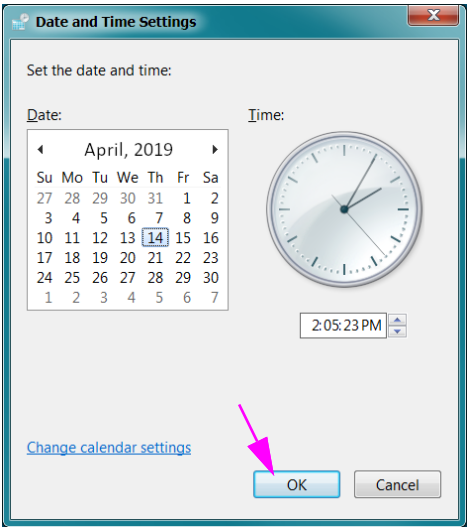 Date and Time Settings
Set the date and time:
Date: Time:
April, 2019
Su Mo Tu We Th Fr Sa
27 28 29 30 31 1 2
3 4 5 6 7 8 9
10 11 12 13 14 15 16
17 18 19 20 21 22 23
24 25 26 27 28 29 30
1 2 3 4 5 6 7
2:05:23 PM
Change calendar settings
OK Cancel